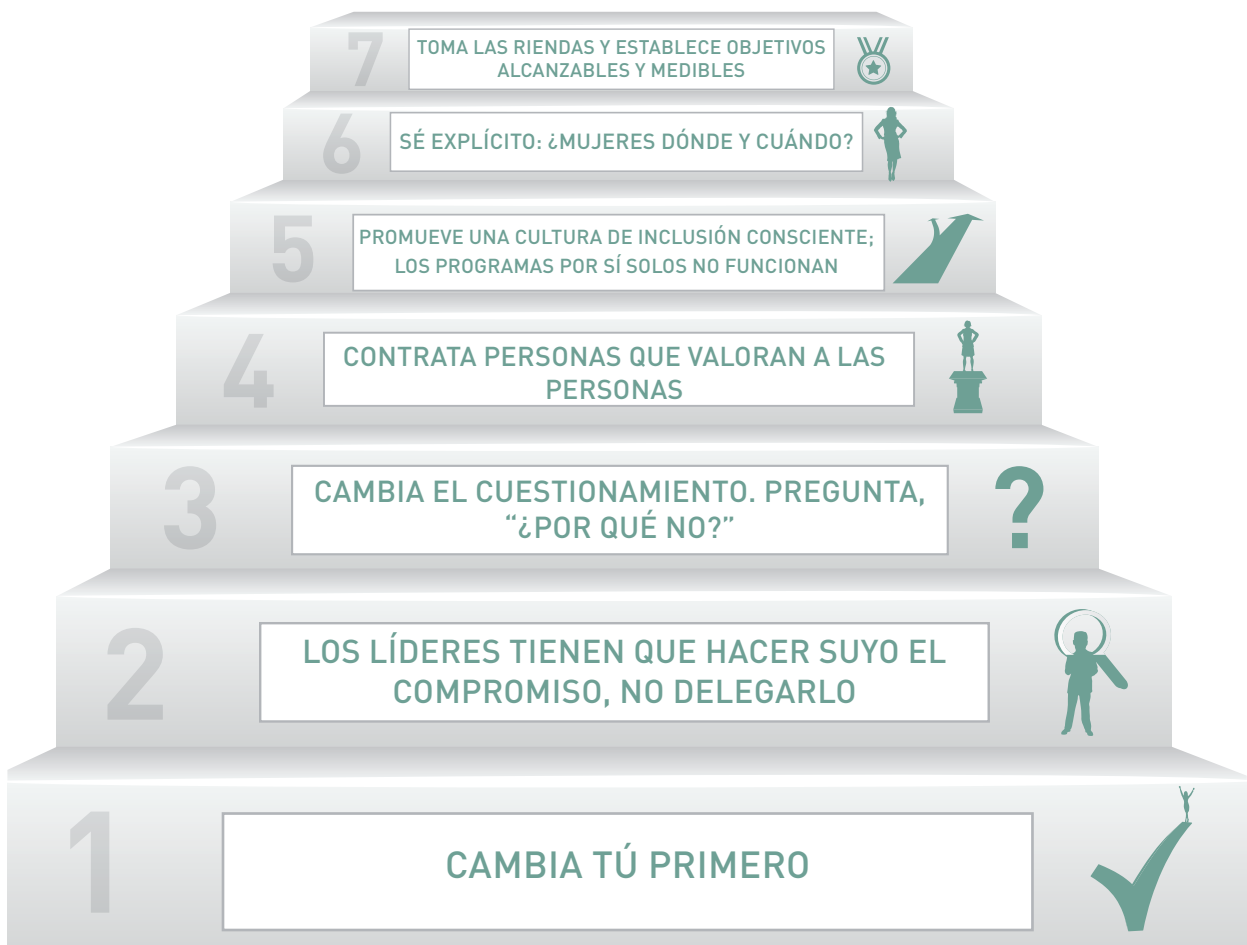 7
TOMA LAS RIENDAS Y ESTABLECE OBJETIVOS
ALCANZABLES Y MEDIBLES
6
SÉ EXPLÍCITO: ¿MUJERES DÓNDE Y CUÁNDO?
5
PROMUEVE UNA CULTURA DE INCLUSIÓN CONSCIENTE;
LOS PROGRAMAS POR SÍ SOLOS NO FUNCIONAN
4
CONTRATA PERSONAS QUE VALORAN A LAS
PERSONAS
3
CAMBIA EL CUESTIONAMIENTO. PREGUNTA,
“¿POR QUÉ NO?”
?
2
LOS LÍDERES TIENEN QUE HACER SUYO EL
COMPROMISO, NO DELEGARLO
1
CAMBIA TÚ PRIMERO